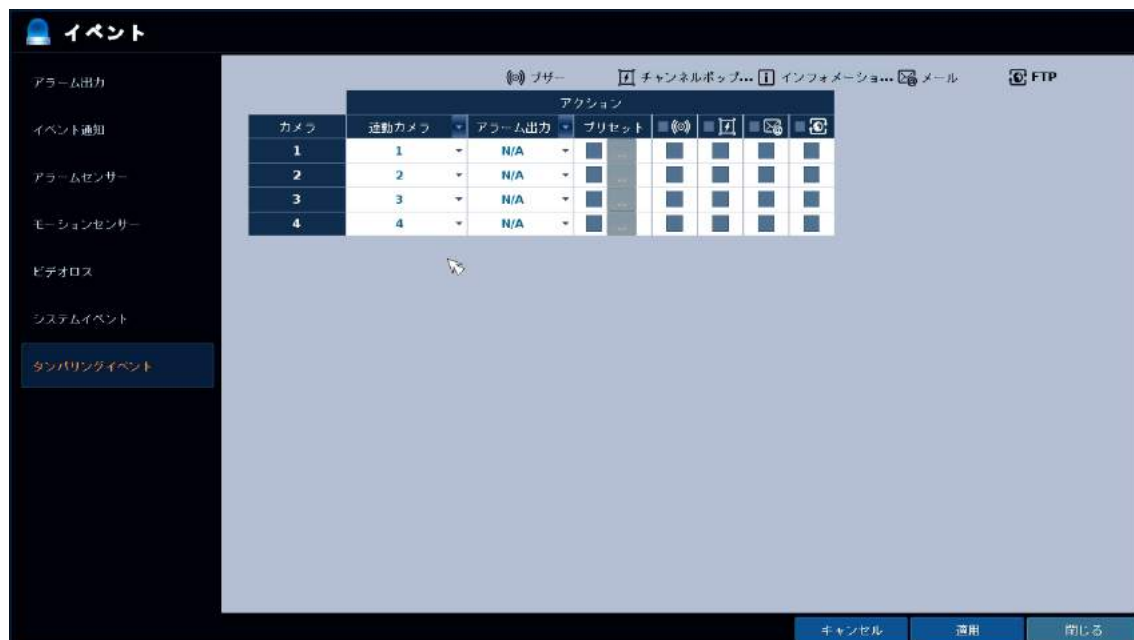 イベント
アラーム出力
イベント通知
アラームセンサー
モーションセンサー
ビデオロス
システムイベント
タンパリングイベント
ブザー チャンネルポップ... インフォメーショ... メール FTP
アクション
カメラ 連動カメラ アラーム出力 プリセット
1 1 N/A ...
2 2 N/A ...
3 3 N/A ...
4 4 N/A ...
キャンセル 適用 閉じる